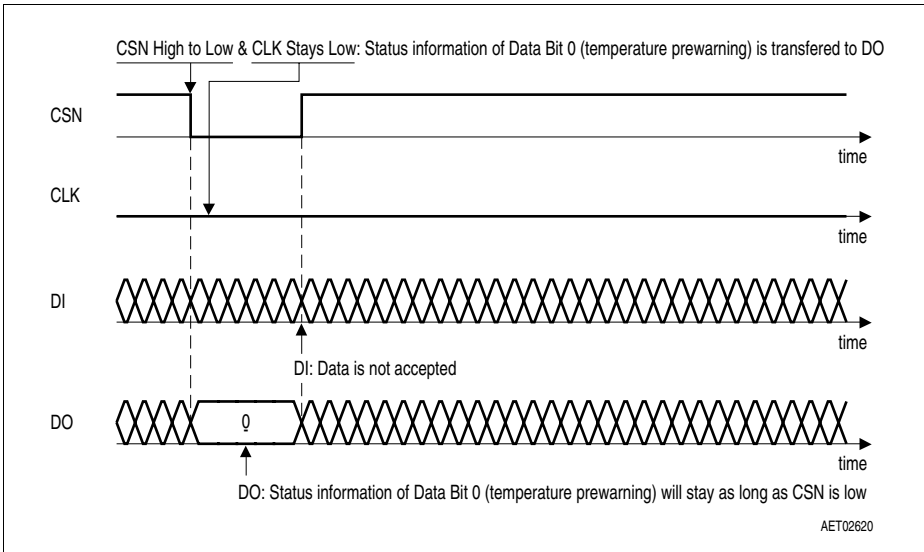 CSN High to Low & CLK Stays Low: Status information of Data Bit 0 (temperature prewarning) is transfered to DO
CSN
time
CLK
time
DI
time
DI: Data is not accepted
DO
0
time
DO: Status information of Data Bit 0 (temperature prewarning) will stay as long as CSN is low
AET02620